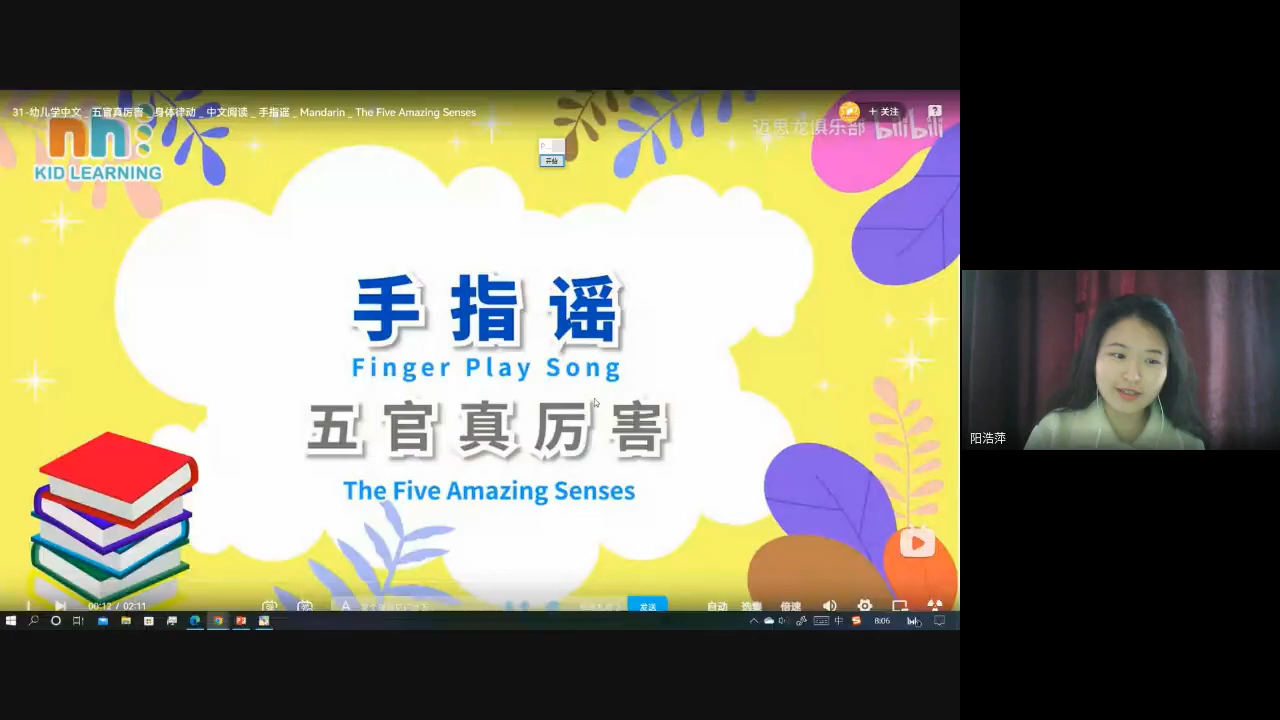 31-幼儿学中文 _ 五官真厉害 _ 身体律动 _ 中文阅读 _ 手指谣 _ Mandarin _ The Five Amazing Senses
+ 关注
迈思龙俱乐部 bilibili
KID LEARNING
开始
手指谣
Finger Play Song
五官真厉害
The Five Amazing Senses
阳浩萍
00:12 / 02:11
发送
自动 选集 倍速
中
8:06